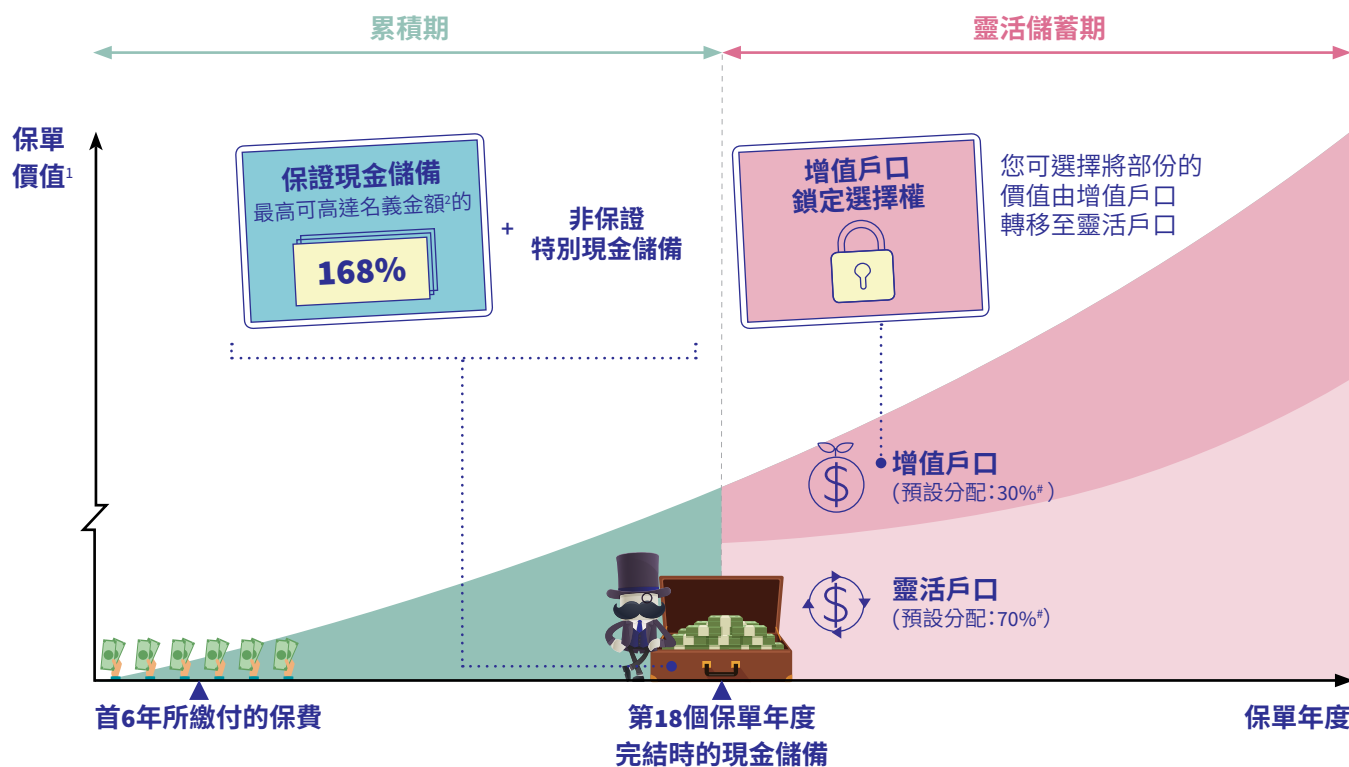 累積期
靈活儲蓄期
保單
價值¹
保證現金儲備
最高可高達名義金額²的
168%
+
非保證
特別現金儲備
增值戶口
鎖定選擇權
您可選擇將部份的
價值由增值戶口
轉移至靈活戶口
增值戶口
(預設分配：30%#)
靈活戶口
(預設分配：70%#)
首6年所繳付的保費
第18個保單年度
完結時的現金儲備
保單年度